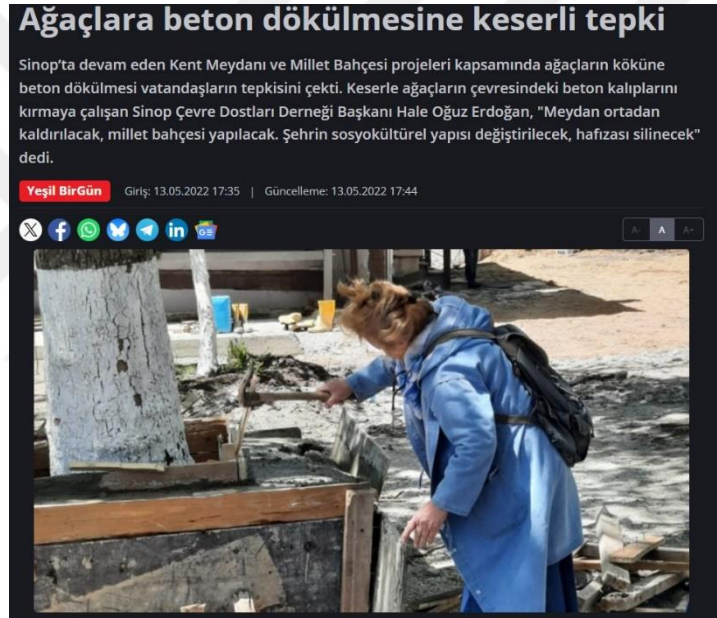 Ağaçlara beton dökülmesine keserli tepki
Sinop'ta devam eden Kent Meydanı ve Millet Bahçesi projeleri kapsamında ağaçların köküne
beton dökülmesi vatandaşların tepkisini çekti. Keserle ağaçların çevresindeki beton kalıplarını
kırmaya çalışan Sinop Çevre Dostları Derneği Başkanı Hale Oğuz Erdoğan, "Meydan ortadan
kaldırılacak, millet bahçesi yapılacak. Şehrin sosyokültürel yapısı değiştirilecek, hafızası silinecek"
dedi.
Yeşil BirGün Giriş: 13.05.2022 17:35 | Güncelleme: 13.05.2022 17:44
A- A A+